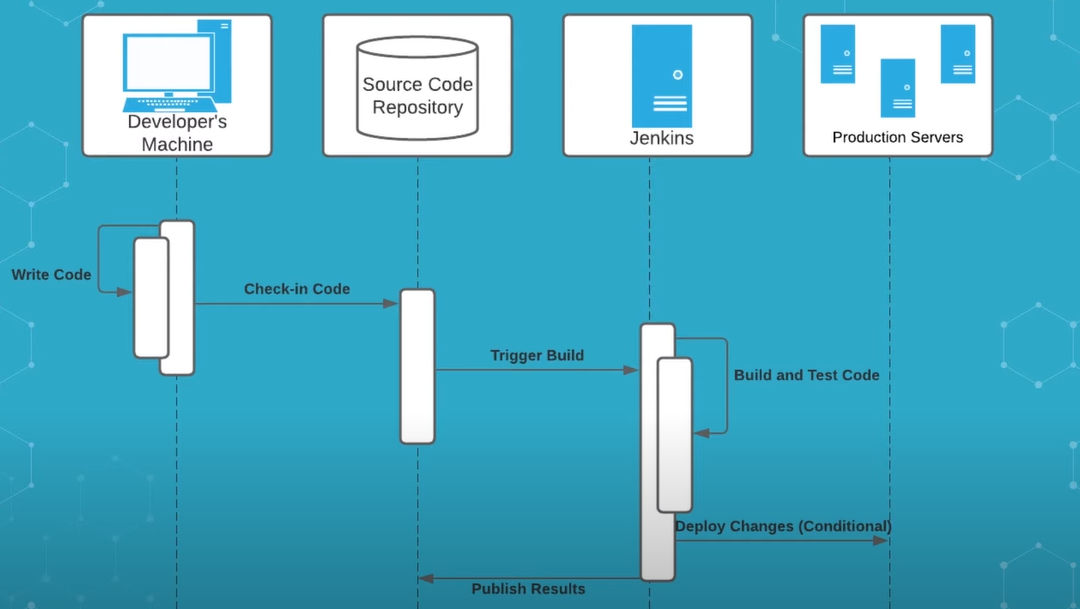 Developer's
Machine
Source Code
Repository
Jenkins
Production Servers
Write Code
Check-in Code
Trigger Build
Build and Test Code
Deploy Changes (Conditional)
Publish Results